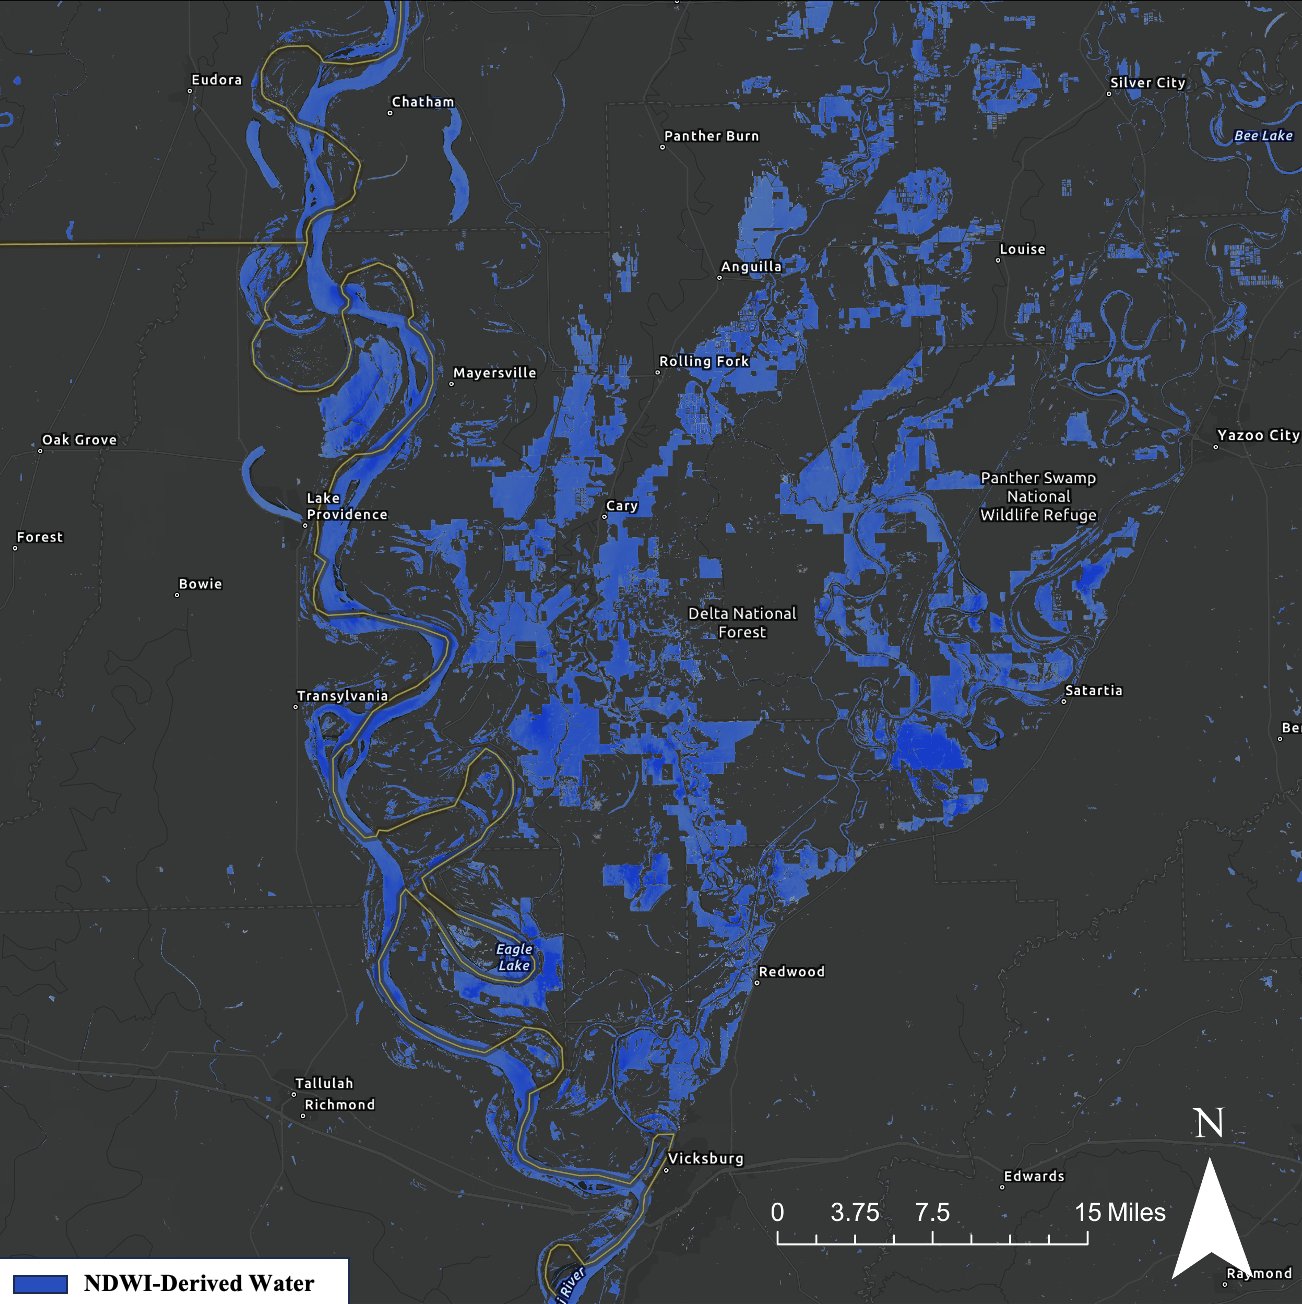 Eudora
Chatham
Silver City
Bee Lake
Panther Burn
Louise
Anguilla
Rolling Fork
Mayersville
Oak Grove
Yazoo City
Panther Swamp
National
Wildlife Refuge
Lake
Providence
Cary
Forest
Bowie
Delta National
Forest
Transylvania
Satartia
Be
Eagle
Lake
Redwood
Tallulah
Richmond
Vicksburg
Edwards
N
0 3.75 7.5 15 Miles
Raymond
i River
NDWI-Derived Water